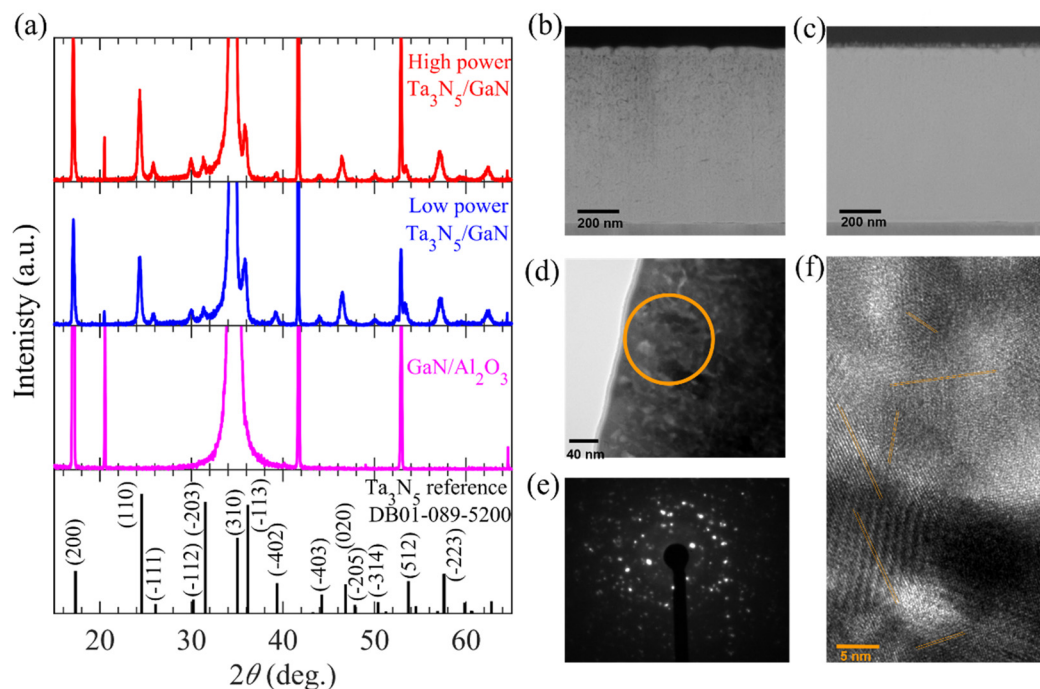 (a)
Intenisty (a.u.)
High power
Ta₃N₅/GaN
Low power
Ta₃N₅/GaN
GaN/Al₂O₃
Ta₃N₅ reference
DB01-089-5200
(200)
(110)
(-111)
(-112)
(-203)
(310)
(-113)
(-402)
(-403)
(020)
(-205)
(-314)
(512)
(-223)
20 30 40 50 60
2θ (deg.)
(b)
200 nm
(c)
200 nm
(d)
40 nm
(e)
(f)
5 nm